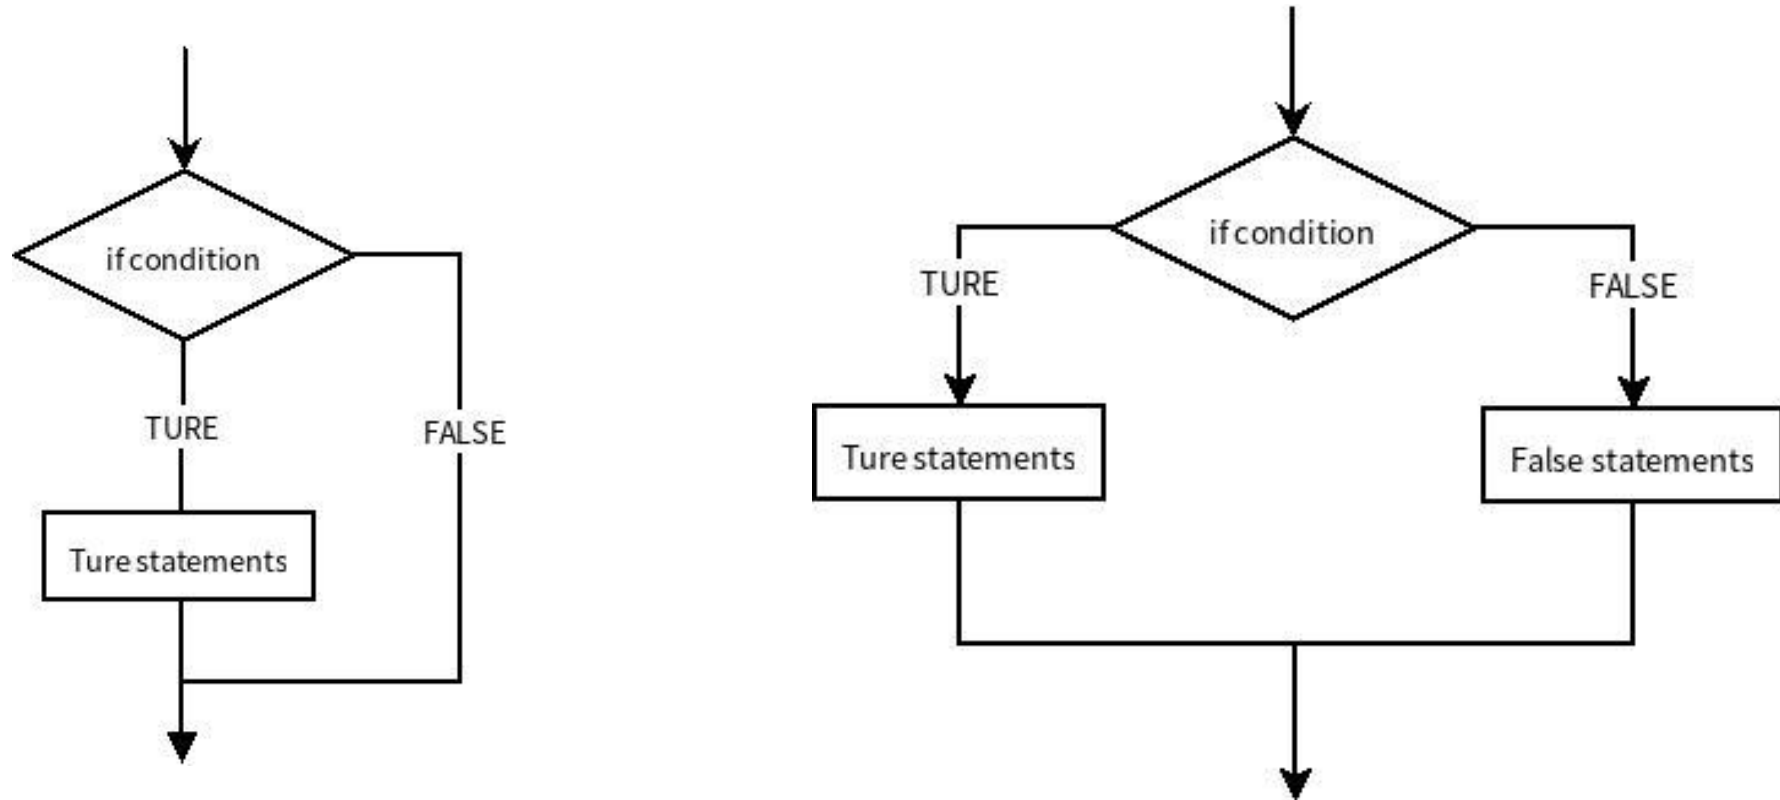 if condition
TURE
FALSE
Ture statements
if condition
TURE
FALSE
Ture statements
False statements